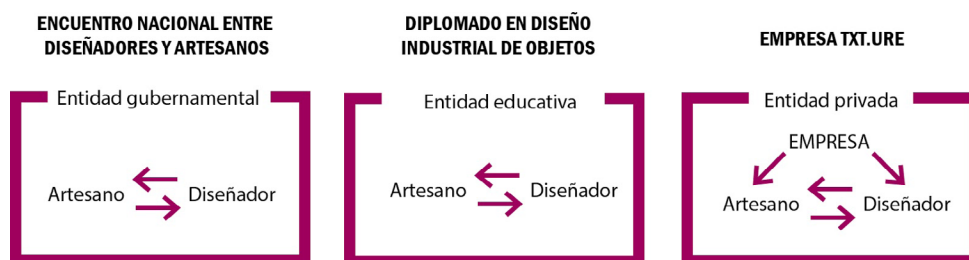 ENCUENTRO NACIONAL ENTRE
DISEÑADORES Y ARTESANOS
Entidad gubernamental
Artesano
Diseñador
DIPLOMADO EN DISEÑO
INDUSTRIAL DE OBJETOS
Entidad educativa
Artesano
Diseñador
EMPRESA TXT.URE
Entidad privada
EMPRESA
Artesano
Diseñador